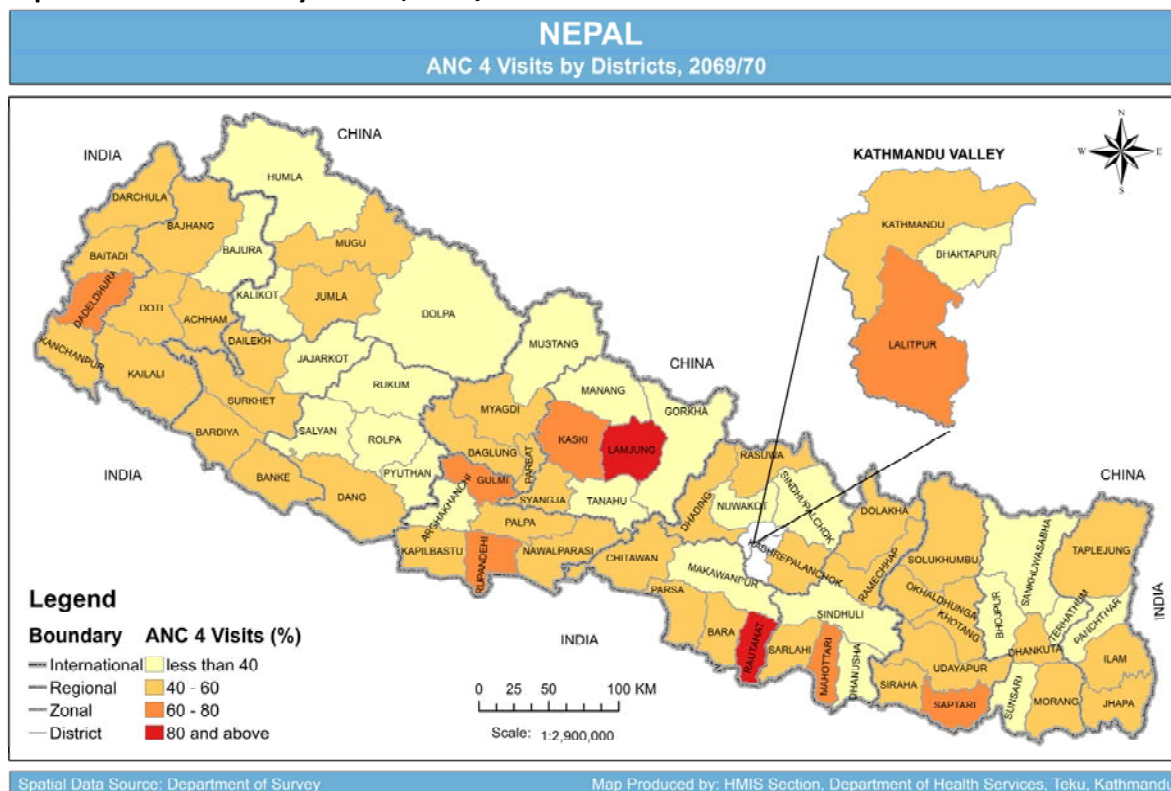 NEPAL
ANC 4 Visits by Districts, 2069/70
CHINA
INDIA
KATHMANDU VALLEY
N
W
E
S
HUMLA
DARCHULA
BAJHANG
KATHMANDU
MUGU
BAJURA
BHAKTAPUR
BAITADI
DADELDHURA
KALIKOT
JUMLA
DOTI
ACHHAM
DOLPA
DAILEKH
LALITPUR
KANCHANPUR
MUSTANG
JAJARKOT
CHINA
KAILALI
RUKUM
MANANG
SURKHET
MYAGDI
GORKHA
SALYAN
ROLPA
KASKI
LAMJUNG
BARDIYA
BAGLUNG
PARBAT
RASUWA
INDIA
BANKE
PYUTHAN
GULMI
CHINA
DANG
SYANGJA
TANAHU
NUWAKOT
SINDHUPALCHOK
DHADING
DOLAKHA
ARGHAKHANCHI
PALPA
KAPILBASTU
RUPANDEHI
NAWALPARASI
CHITAWAN
KABHREPALANCHOK
RAMECHHAP
SOLUKHUMBU
SANKHUWASABHA
TAPLEJUNG
MAKAWANPUR
PARSA
OKHALDHUNGA
KHOTANG
BHOJPUR
TERHATHUM
PANCHTHAR
INDIA
SINDHULI
INDIA
BARA
RAUTAHAT
SARLAHI
MAHOTTARI
DHANUSHA
SIRAHA
UDAYAPUR
DHANKUTA
ILAM
SAPTARI
SUNSARI
MORANG
JHAPA
Legend
Boundary ANC 4 Visits (%)
International less than 40
Regional 40 - 60
Zonal 60 - 80
District 80 and above
0 25 50 100 KM
Scale: 1:2,900,000
Spatial Data Source: Department of Survey
Map Produced by: HMIS Section, Department of Health Services, Teku, Kathmandu